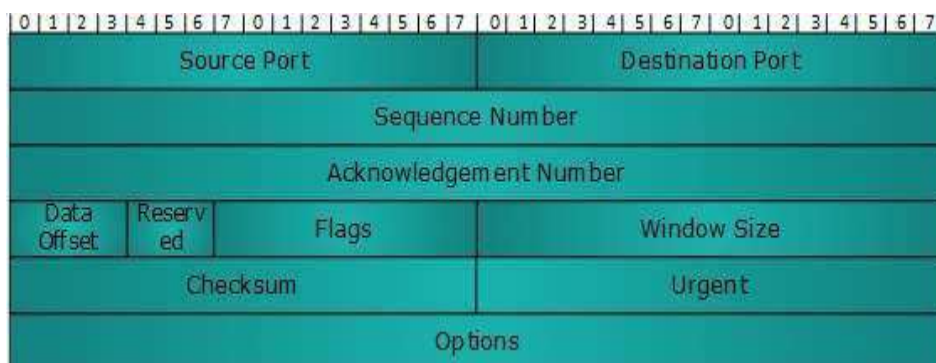 0 1 2 3 4 5 6 7 0 1 2 3 4 5 6 7 0 1 2 3 4 5 6 7 0 1 2 3 4 5 6 7
Source Port Destination Port
Sequence Number
Acknowledgement Number
Data Reserv Flags Window Size
Offset ed
Checksum Urgent
Options